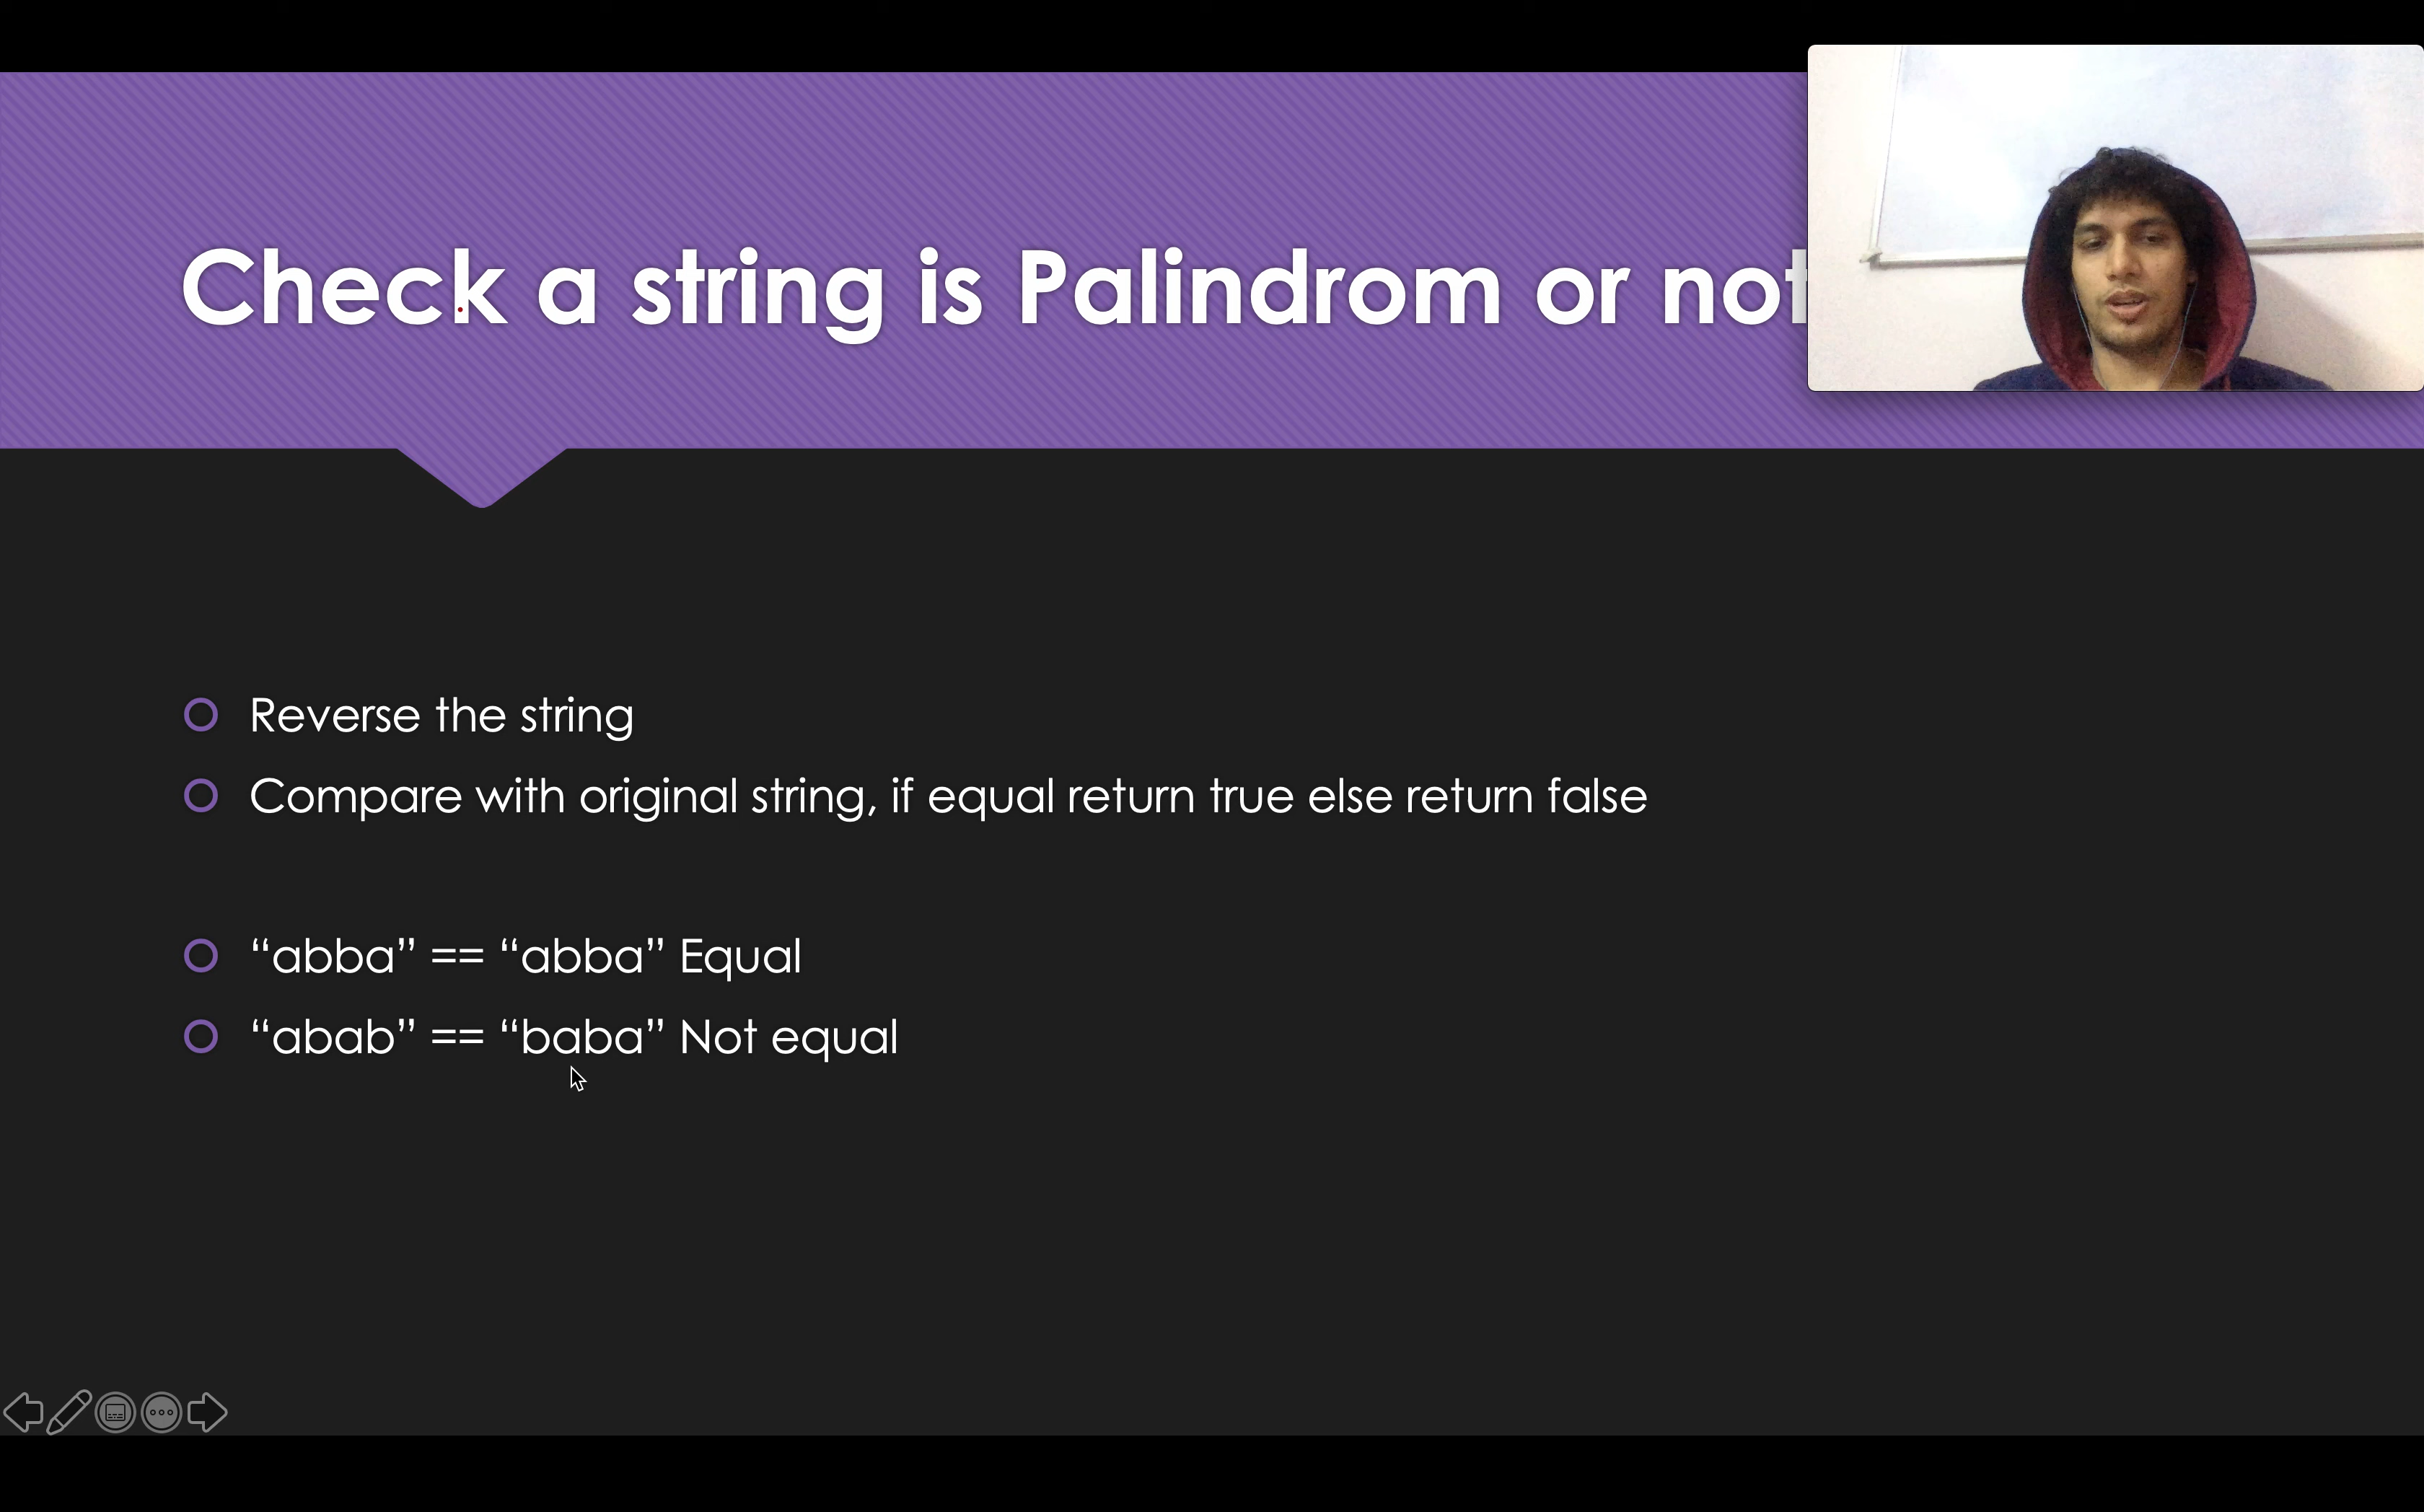 Check a string is Palindrom or not
Reverse the string
Compare with original string, if equal return true else return false
“abba” == “abba” Equal
“abab” == “baba” Not equal